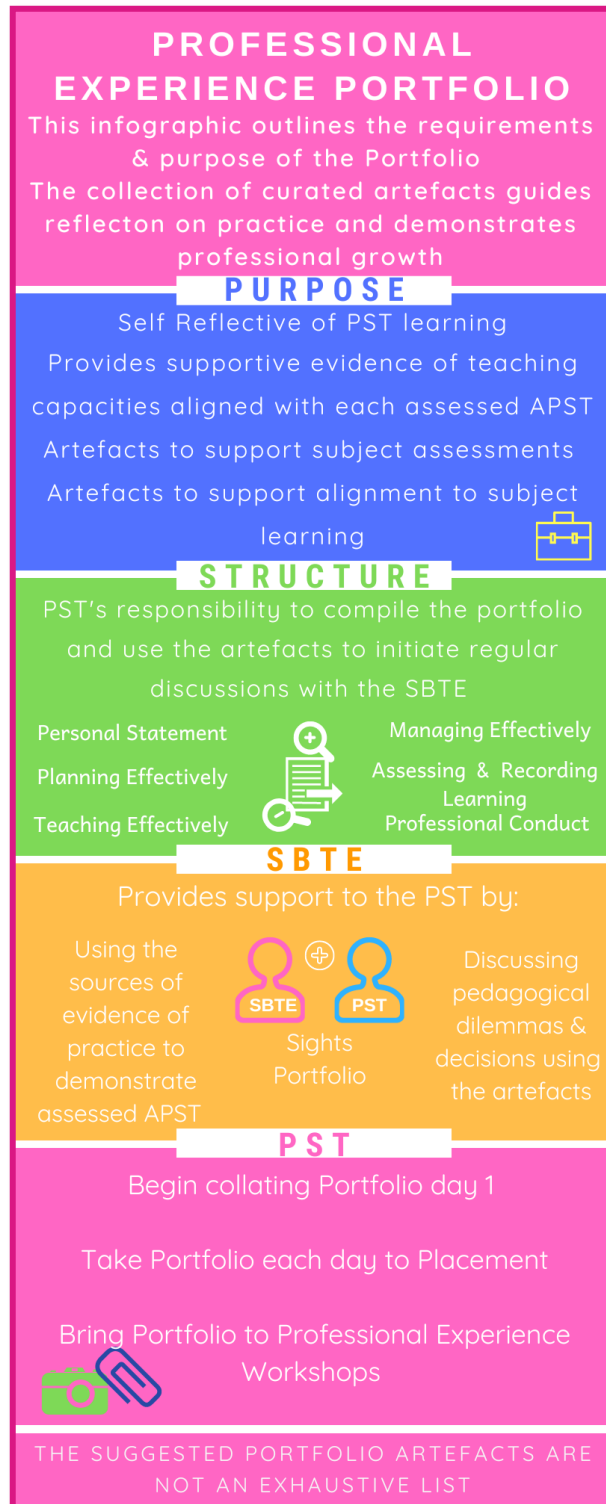 PROFESSIONAL
EXPERIENCE PORTFOLIO
This infographic outlines the requirements
& purpose of the Portfolio
The collection of curated artefacts guides
reflecton on practice and demonstrates
professional growth
PURPOSE
Self Reflective of PST learning
Provides supportive evidence of teaching
capacities aligned with each assessed APST
Artefacts to support subject assessments
Artefacts to support alignment to subject
learning
STRUCTURE
PST's responsibility to compile the portfolio
and use the artefacts to initiate regular
discussions with the SBTE
Personal Statement
Planning Effectively
Teaching Effectively
Managing Effectively
Assessing & Recording
Learning
Professional Conduct
SBTE
Provides support to the PST by:
Using the
sources of
evidence of
practice to
demonstrate
assessed APST
SBTE
PST
Sights
Portfolio
Discussing
pedagogical
dilemmas &
decisions using
the artefacts
PST
Begin collating Portfolio day 1
Take Portfolio each day to Placement
Bring Portfolio to Professional Experience
Workshops
THE SUGGESTED PORTFOLIO ARTEFACTS ARE
NOT AN EXHAUSTIVE LIST